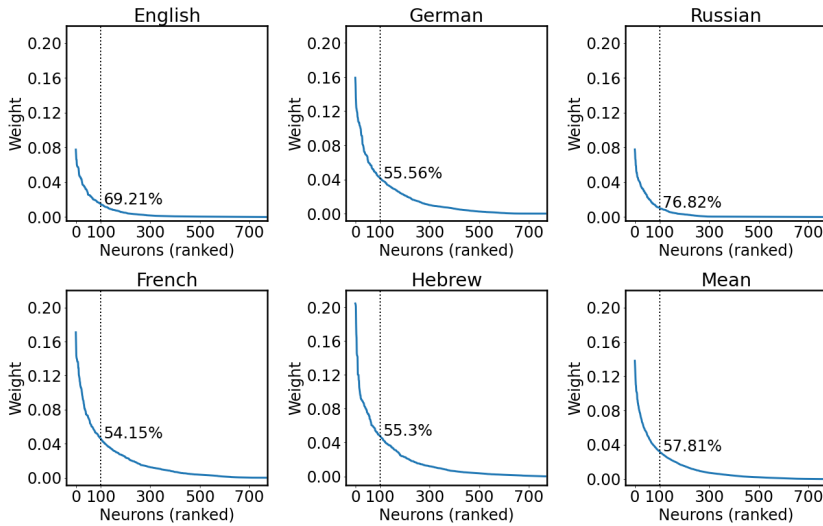 English
0.20
0.16
0.12
0.08
0.04
0.00
Weight
69.21%
0 100 300 500 700
Neurons (ranked)
German
0.20
0.16
0.12
0.08
0.04
0.00
Weight
55.56%
0 100 300 500 700
Neurons (ranked)
Russian
0.20
0.16
0.12
0.08
0.04
0.00
Weight
76.82%
0 100 300 500 700
Neurons (ranked)
French
0.20
0.16
0.12
0.08
0.04
0.00
Weight
54.15%
0 100 300 500 700
Neurons (ranked)
Hebrew
0.20
0.16
0.12
0.08
0.04
0.00
Weight
55.3%
0 100 300 500 700
Neurons (ranked)
Mean
0.20
0.16
0.12
0.08
0.04
0.00
Weight
57.81%
0 100 300 500 700
Neurons (ranked)